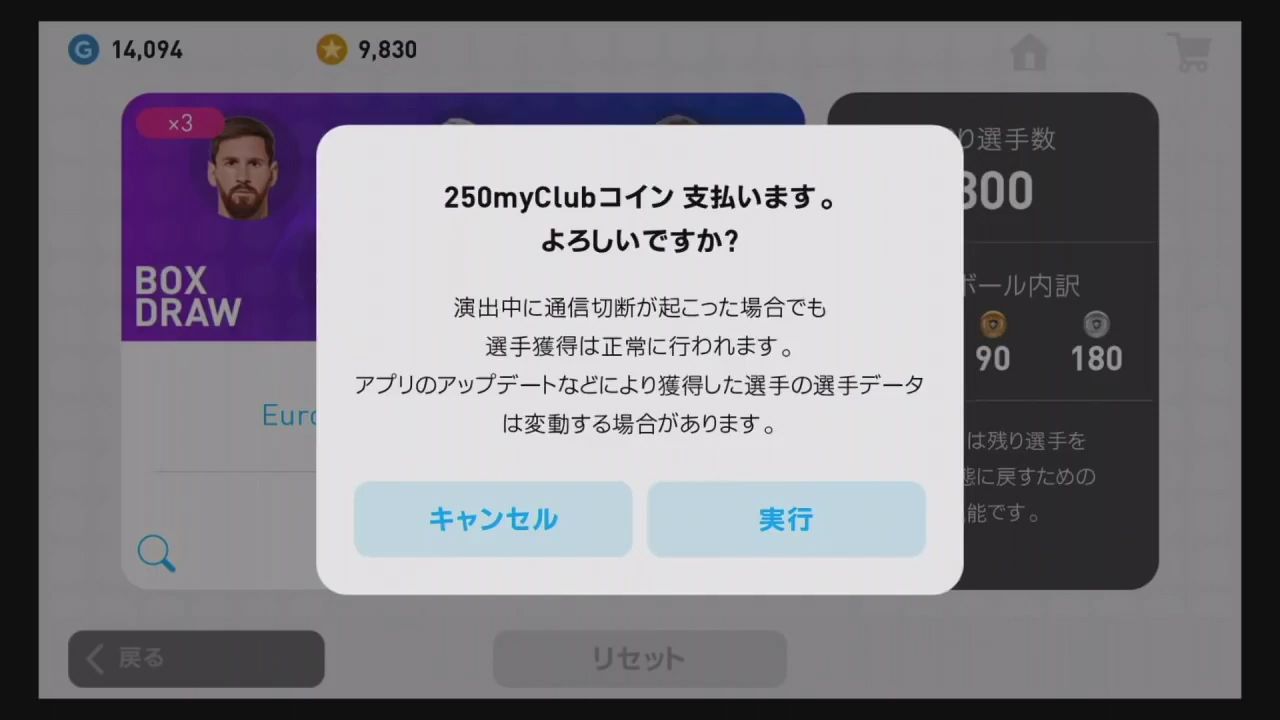 14,094
9,830
×3
り選手数
300
250myClubコイン 支払います。
よろしいですか?
BOX
DRAW
ボール内訳
演出中に通信切断が起こった場合でも
選手獲得は正常に行われます。
90
180
アプリのアップデートなどにより獲得した選手の選手データ
は変動する場合があります。
Euro
は残り選手を
態に戻すための
能です。
キャンセル
実行
戻る
リセット